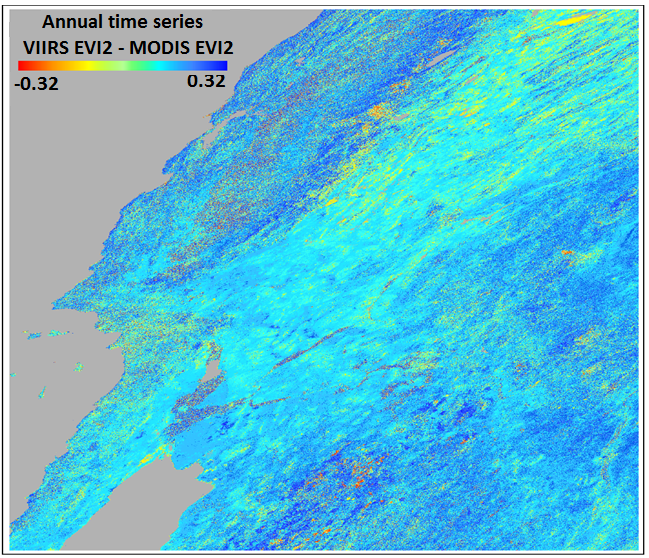 Annual time series
VIIRS EVI2 - MODIS EVI2
-0.32 0.32